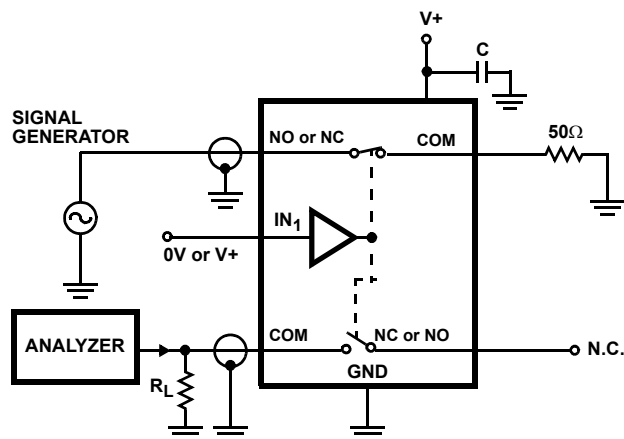 V+
C
SIGNAL
GENERATOR
NO or NC
COM
50Ω
IN1
0V or V+
ANALYZER
COM
NC or NO
N.C.
RL
GND